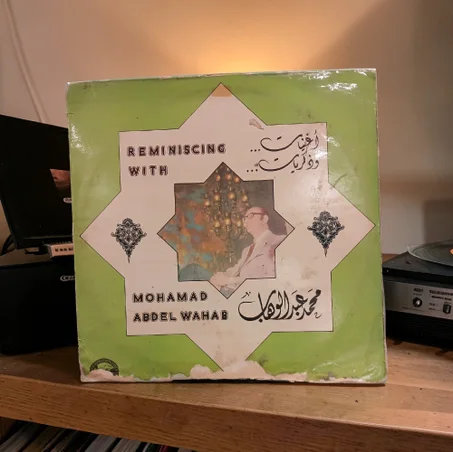 REMINISCING
WITH
أغنيات...
وذكريات...
MOHAMAD
ABDEL WAHAB
محمد عبد الوهاب